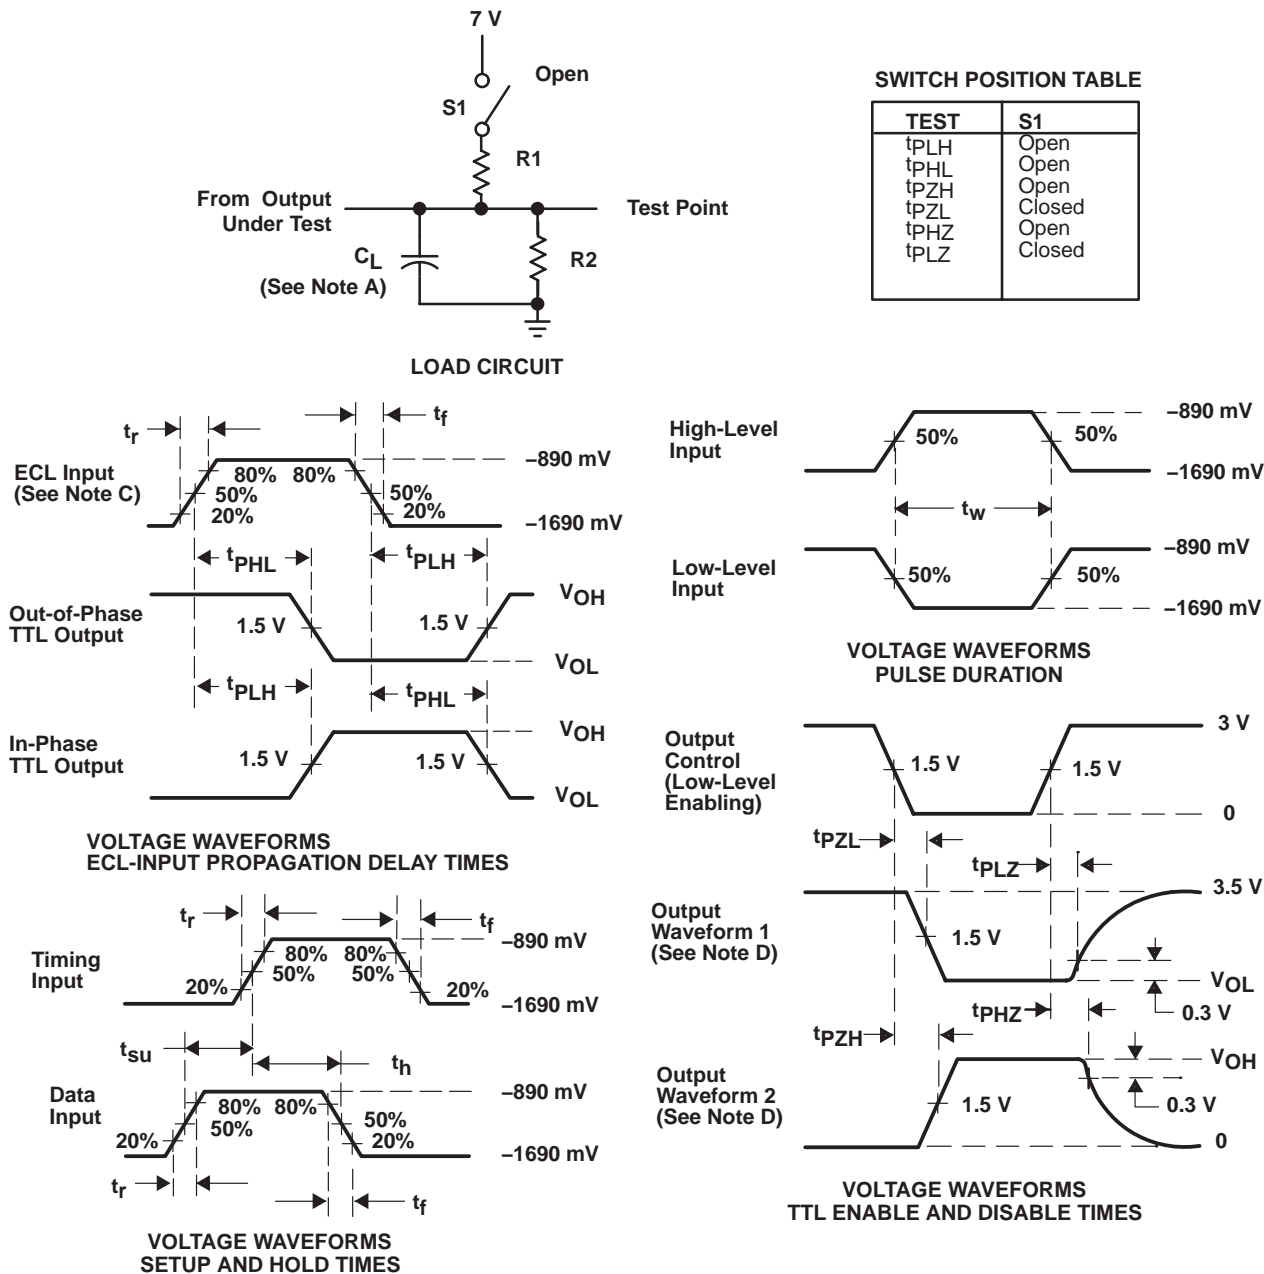 7 V
Open
S1
R1
From Output
Under Test
Test Point
CL
(See Note A)
R2
LOAD CIRCUIT
SWITCH POSITION TABLE
TEST S1
tPLH Open
tPHL Open
tPZH Open
tPZL Closed
tPHZ Open
tPLZ Closed
tr
tf
ECL Input
(See Note C)
80% 80%
50% 50%
20% 20%
–890 mV
–1690 mV
tPHL tPLH
Out-of-Phase
TTL Output
1.5 V 1.5 V
VOH
VOL
tPLH tPHL
In-Phase
TTL Output
1.5 V 1.5 V
VOH
VOL
VOLTAGE WAVEFORMS
ECL-INPUT PROPAGATION DELAY TIMES
High-Level
Input
50% 50%
–890 mV
–1690 mV
tw
Low-Level
Input
50% 50%
–890 mV
–1690 mV
VOLTAGE WAVEFORMS
PULSE DURATION
tr tf
Timing
Input
80% 80%
50% 50%
20% 20%
–890 mV
–1690 mV
tsu th
Data
Input
80% 80%
50% 50%
20% 20%
–890 mV
–1690 mV
tr tf
VOLTAGE WAVEFORMS
SETUP AND HOLD TIMES
Output
Control
(Low-Level
Enabling)
1.5 V 1.5 V
3 V
0
tPZL
tPLZ
Output
Waveform 1
(See Note D)
1.5 V
3.5 V
VOL
0.3 V
tPHZ
tPZH
Output
Waveform 2
(See Note D)
1.5 V
VOH
0.3 V
0
VOLTAGE WAVEFORMS
TTL ENABLE AND DISABLE TIMES